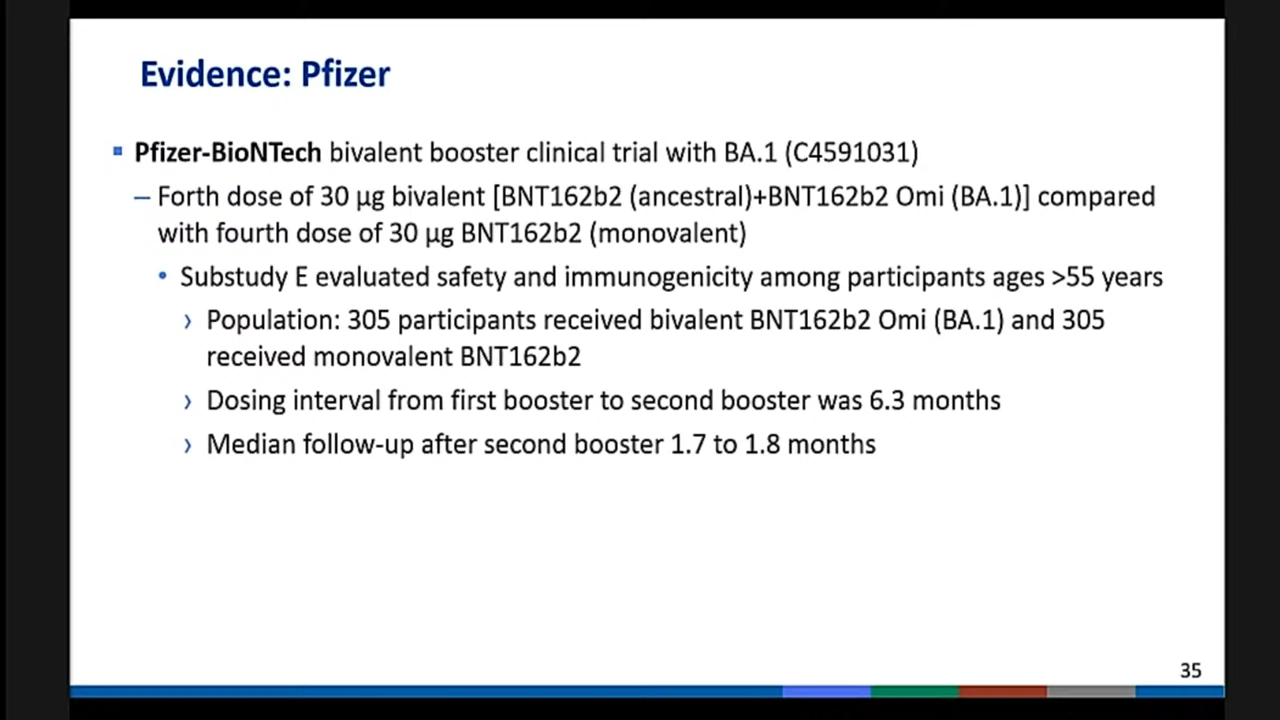 Evidence: Pfizer
Pfizer-BioNTech bivalent booster clinical trial with BA.1 (C4591031)
– Forth dose of 30 µg bivalent [BNT162b2 (ancestral)+BNT162b2 Omi (BA.1)] compared
with fourth dose of 30 µg BNT162b2 (monovalent)
• Substudy E evaluated safety and immunogenicity among participants ages >55 years
› Population: 305 participants received bivalent BNT162b2 Omi (BA.1) and 305
received monovalent BNT162b2
› Dosing interval from first booster to second booster was 6.3 months
› Median follow-up after second booster 1.7 to 1.8 months
35